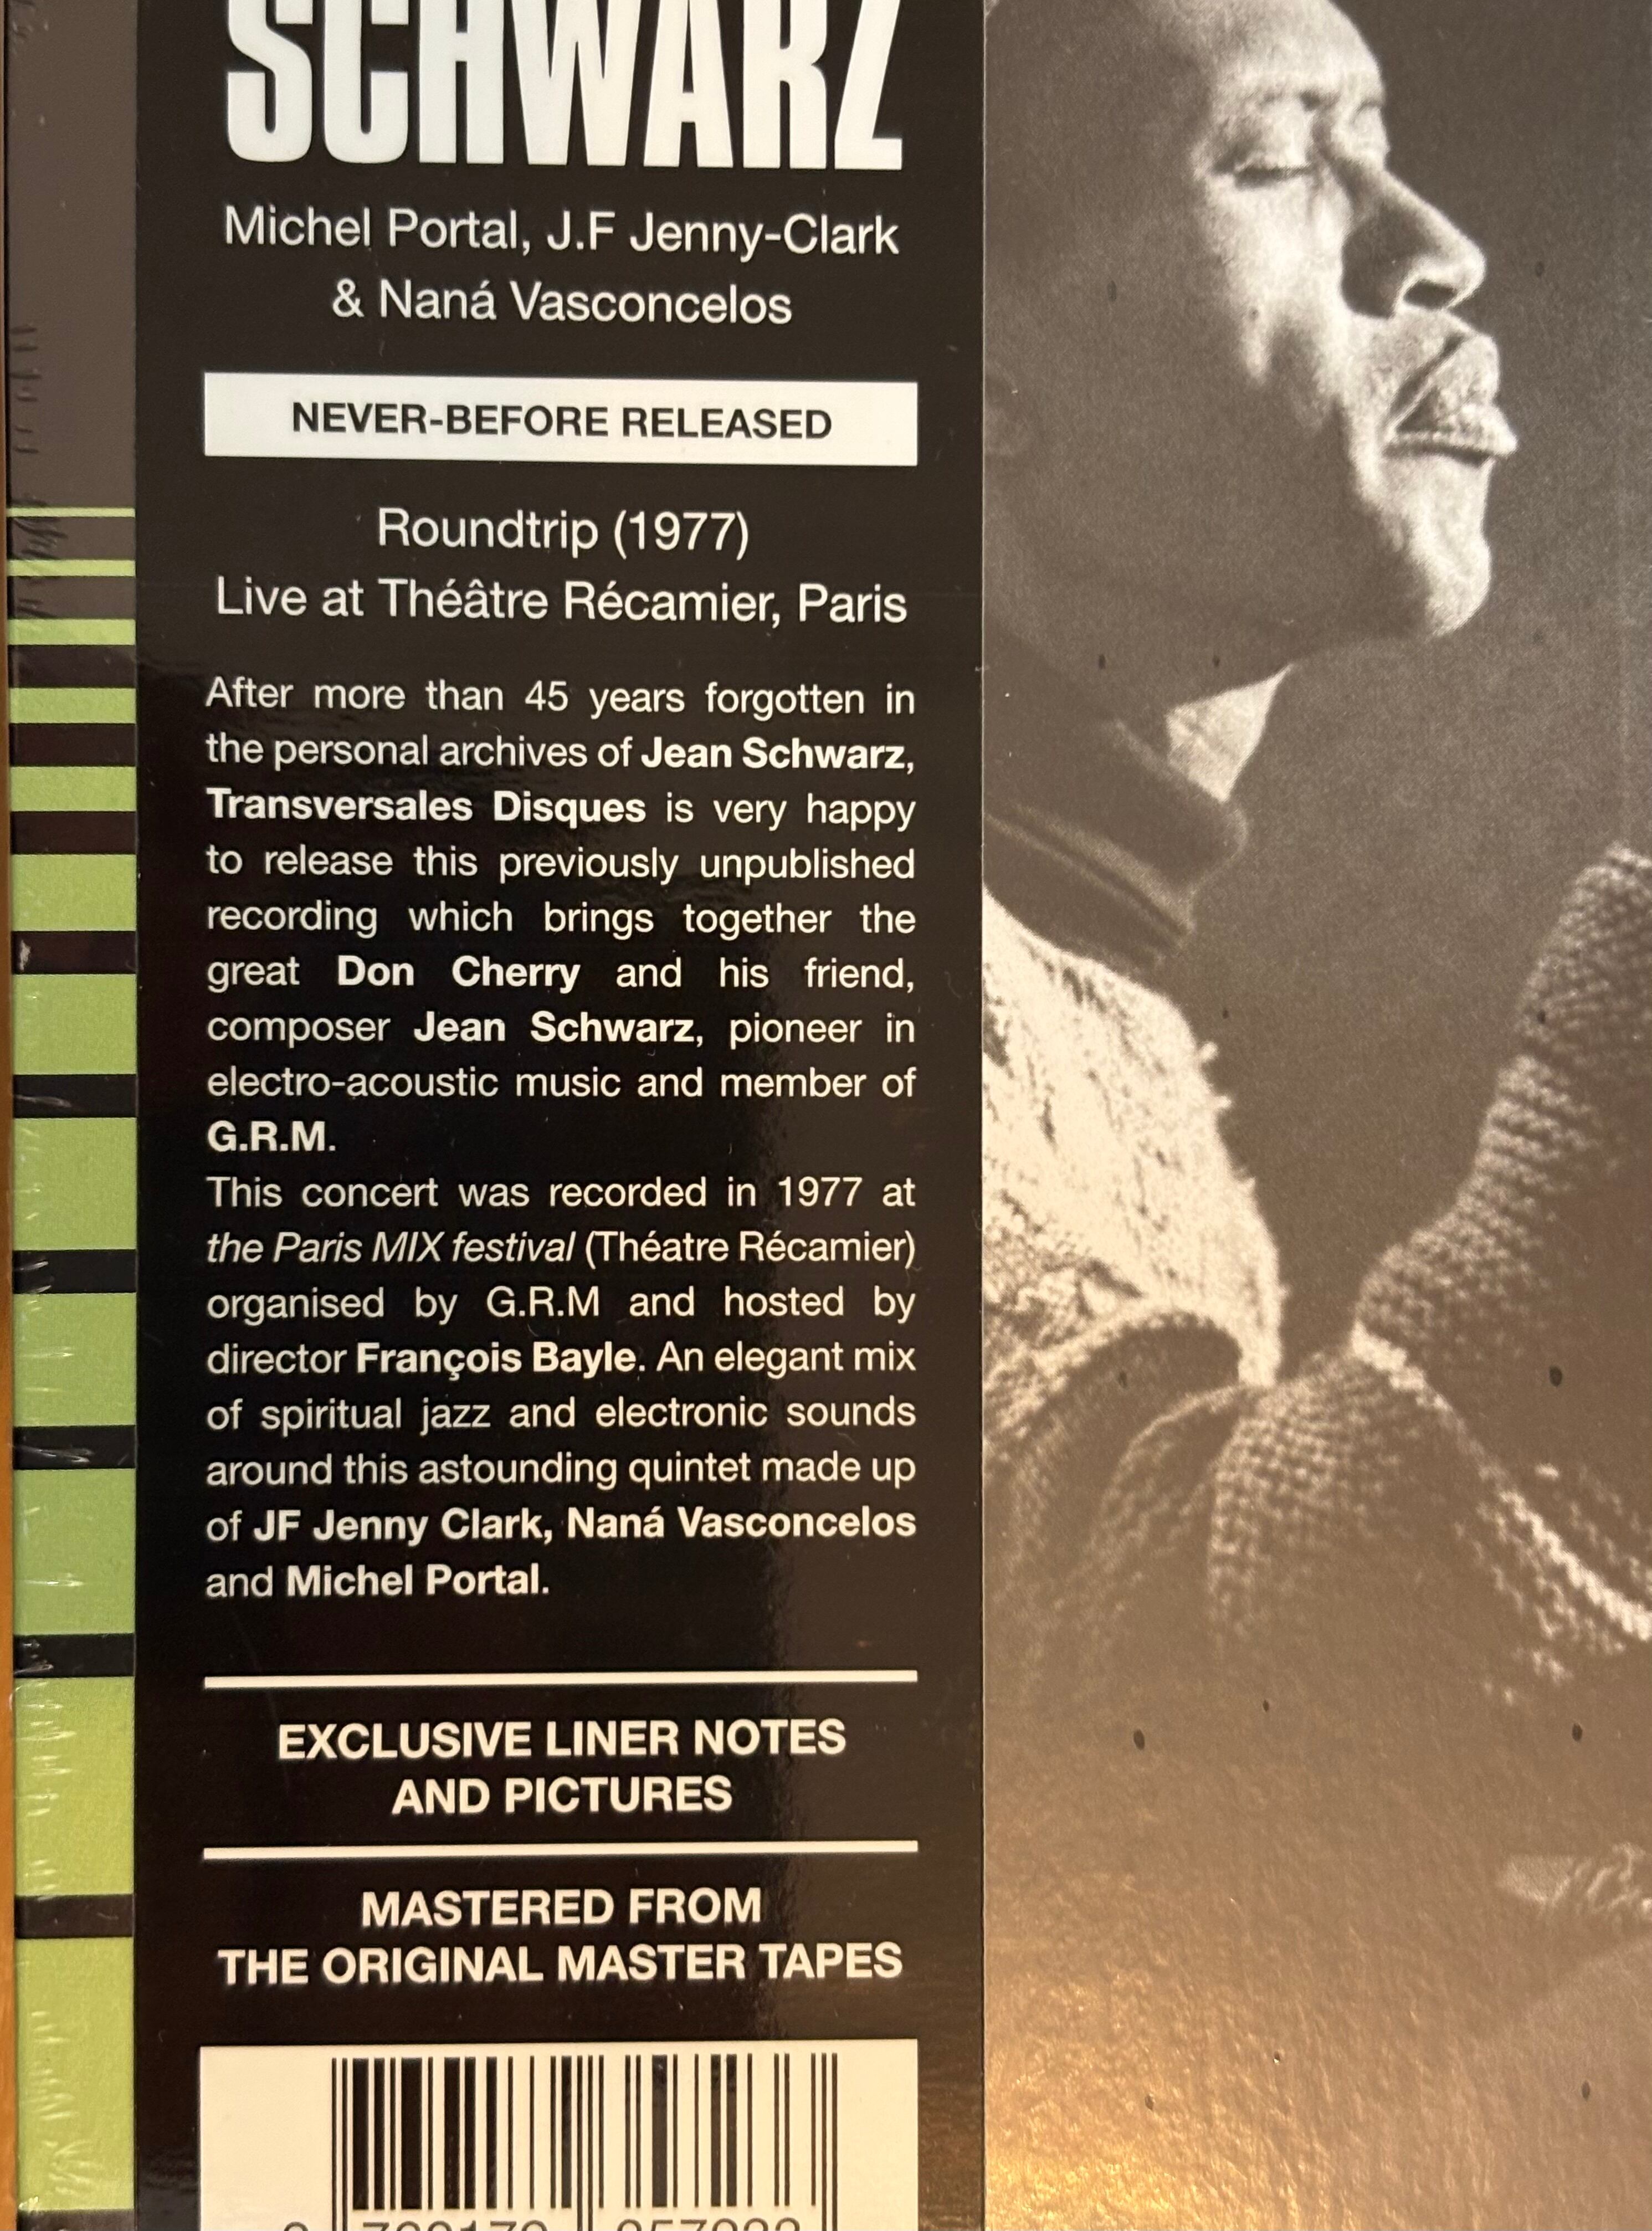 SCHWARZ
Michel Portal, J.F Jenny-Clark
& Naná Vasconcelos
NEVER-BEFORE RELEASED
Roundtrip (1977)
Live at Théâtre Récamier, Paris
After more than 45 years forgotten in
the personal archives of Jean Schwarz,
Transversales Disques is very happy
to release this previously unpublished
recording which brings together the
great Don Cherry and his friend,
composer Jean Schwarz, pioneer in
electro-acoustic music and member of
G.R.M.
This concert was recorded in 1977 at
the Paris MIX festival (Théatre Récamier)
organised by G.R.M and hosted by
director François Bayle. An elegant mix
of spiritual jazz and electronic sounds
around this astounding quintet made up
of JF Jenny Clark, Naná Vasconcelos
and Michel Portal.
EXCLUSIVE LINER NOTES
AND PICTURES
MASTERED FROM
THE ORIGINAL MASTER TAPES